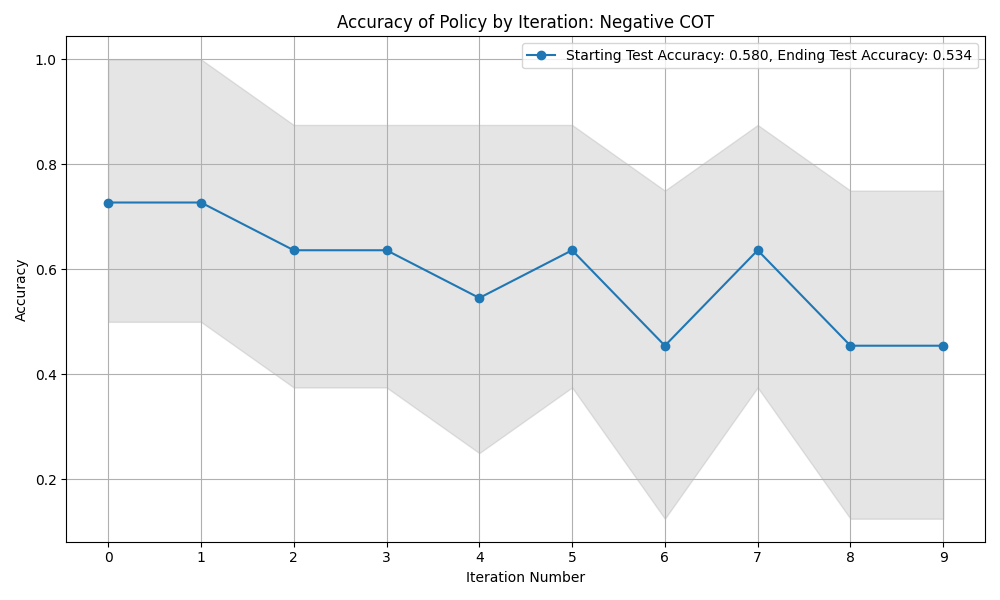 Accuracy of Policy by Iteration: Negative COT
Starting Test Accuracy: 0.580, Ending Test Accuracy: 0.534
Accuracy
1.0
0.8
0.6
0.4
0.2
0 1 2 3 4 5 6 7 8 9
Iteration Number